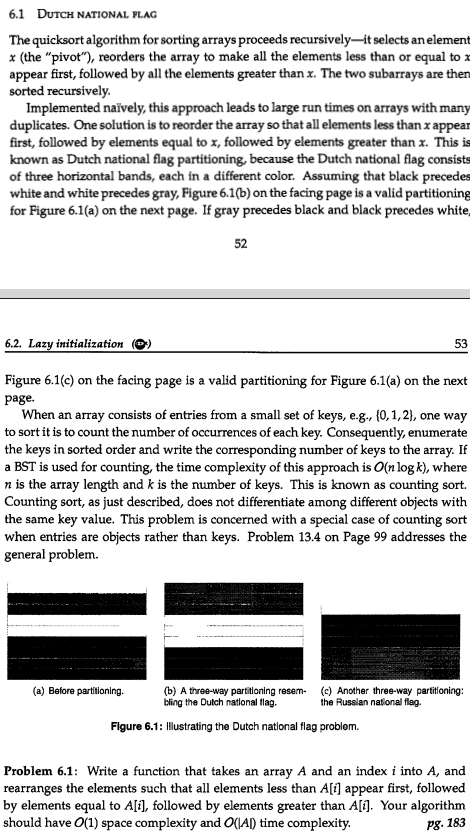 6.1 DUTCH NATIONAL FLAG
The quicksort algorithm for sorting arrays proceeds recursively—it selects an element
x (the “pivot”), reorders the array to make all the elements less than or equal to x
appear first, followed by all the elements greater than x. The two subarrays are then
sorted recursively.
Implemented naïvely, this approach leads to large run times on arrays with many
duplicates. One solution is to reorder the array so that all elements less than x appear
first, followed by elements equal to x, followed by elements greater than x. This is
known as Dutch national flag partitioning, because the Dutch national flag consists
of three horizontal bands, each in a different color. Assuming that black precedes
white and white precedes gray, Figure 6.1(b) on the facing page is a valid partitioning
for Figure 6.1(a) on the next page. If gray precedes black and black precedes white,
52
6.2. Lazy initialization
53
Figure 6.1(c) on the facing page is a valid partitioning for Figure 6.1(a) on the next
page.
When an array consists of entries from a small set of keys, e.g., {0, 1, 2}, one way
to sort it is to count the number of occurrences of each key. Consequently, enumerate
the keys in sorted order and write the corresponding number of keys to the array. If
a BST is used for counting, the time complexity of this approach is O(n log k), where
n is the array length and k is the number of keys. This is known as counting sort.
Counting sort, as just described, does not differentiate among different objects with
the same key value. This problem is concerned with a special case of counting sort
when entries are objects rather than keys. Problem 13.4 on Page 99 addresses the
general problem.
(a) Before partitioning.
(b) A three-way partitioning resem-
bling the Dutch national flag.
(c) Another three-way partitioning:
the Russian national flag.
Figure 6.1: Illustrating the Dutch national flag problem.
Problem 6.1: Write a function that takes an array A and an index i into A, and
rearranges the elements such that all elements less than A[i] appear first, followed
by elements equal to A[i], followed by elements greater than A[i]. Your algorithm
should have O(1) space complexity and O(|A|) time complexity.
pg. 183